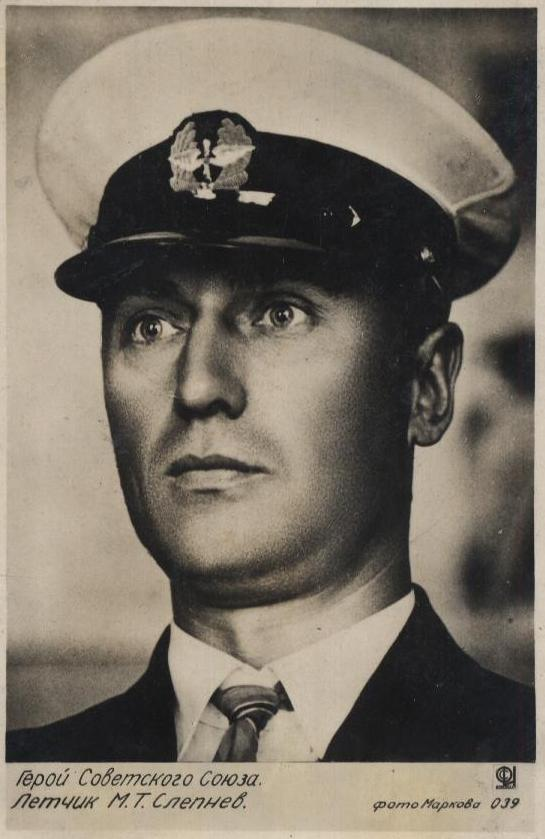 Герой Советского Союза.
Летчик М.Т. Слепнев.
фото Маркова 039